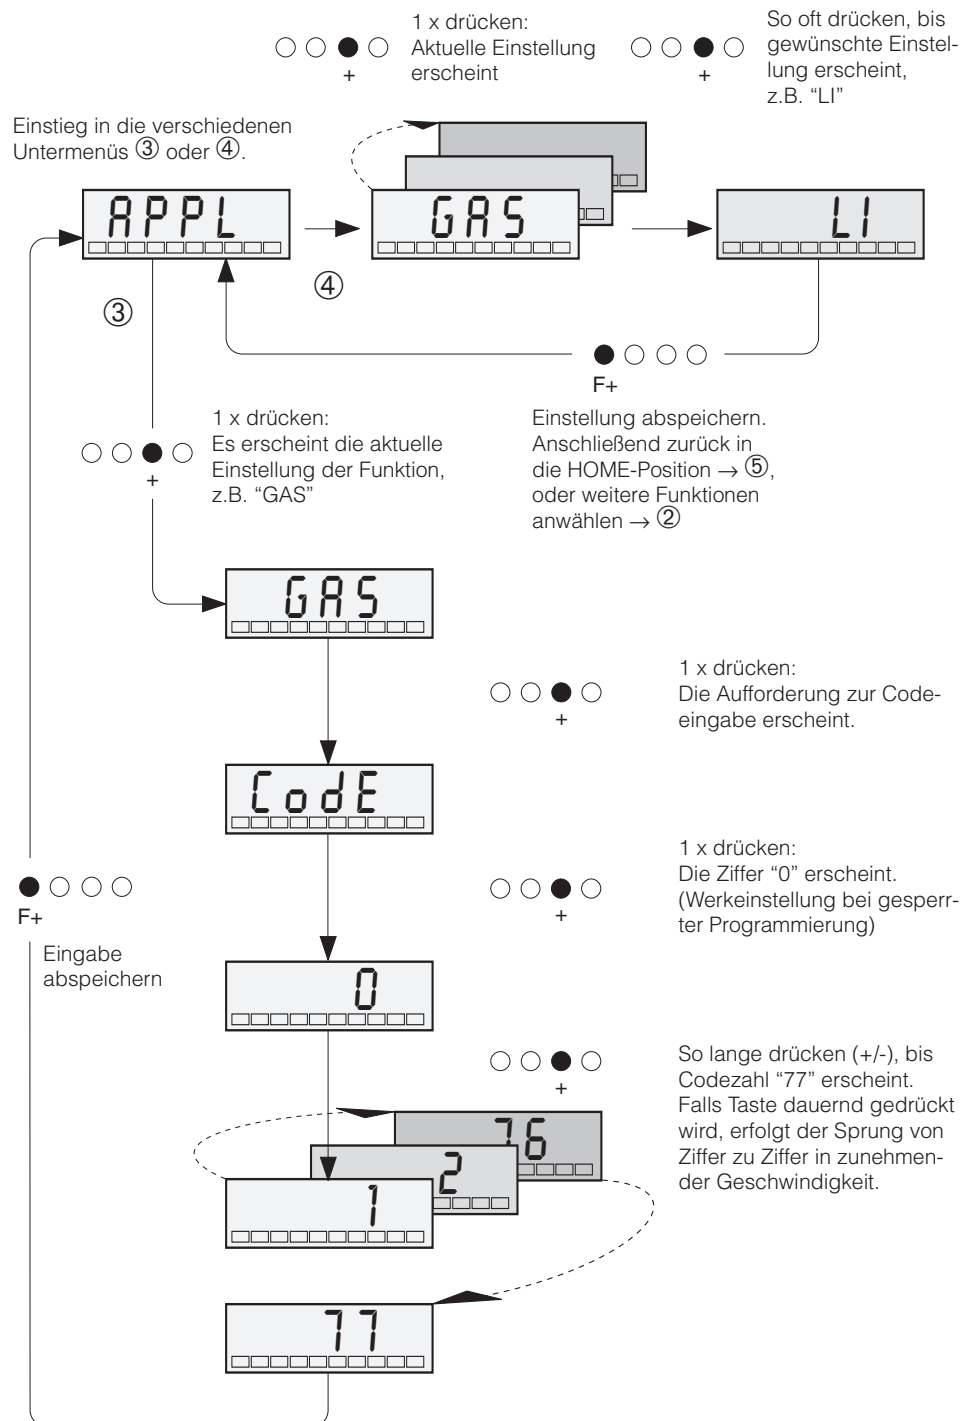 1 x drücken:
Aktuelle Einstellung
erscheint
+
So oft drücken, bis
gewünschte Einstel-
lung erscheint,
z.B. “LI”
+
Einstieg in die verschiedenen
Untermenüs ③ oder ④.
APPL
GAS
LI
④
③
F+
1 x drücken:
Es erscheint die aktuelle
Einstellung der Funktion,
z.B. “GAS”
+
Einstellung abspeichern.
Anschließend zurück in
die HOME-Position → ⑤,
oder weitere Funktionen
anwählen → ②
GAS
1 x drücken:
Die Aufforderung zur Code-
eingabe erscheint.
+
CodE
1 x drücken:
Die Ziffer “0” erscheint.
(Werkeinstellung bei gesperr-
ter Programmierung)
+
F+
Eingabe
abspeichern
0
So lange drücken (+/-), bis
Codezahl “77” erscheint.
Falls Taste dauernd gedrückt
wird, erfolgt der Sprung von
Ziffer zu Ziffer in zunehmen-
der Geschwindigkeit.
+
76
2
1
77